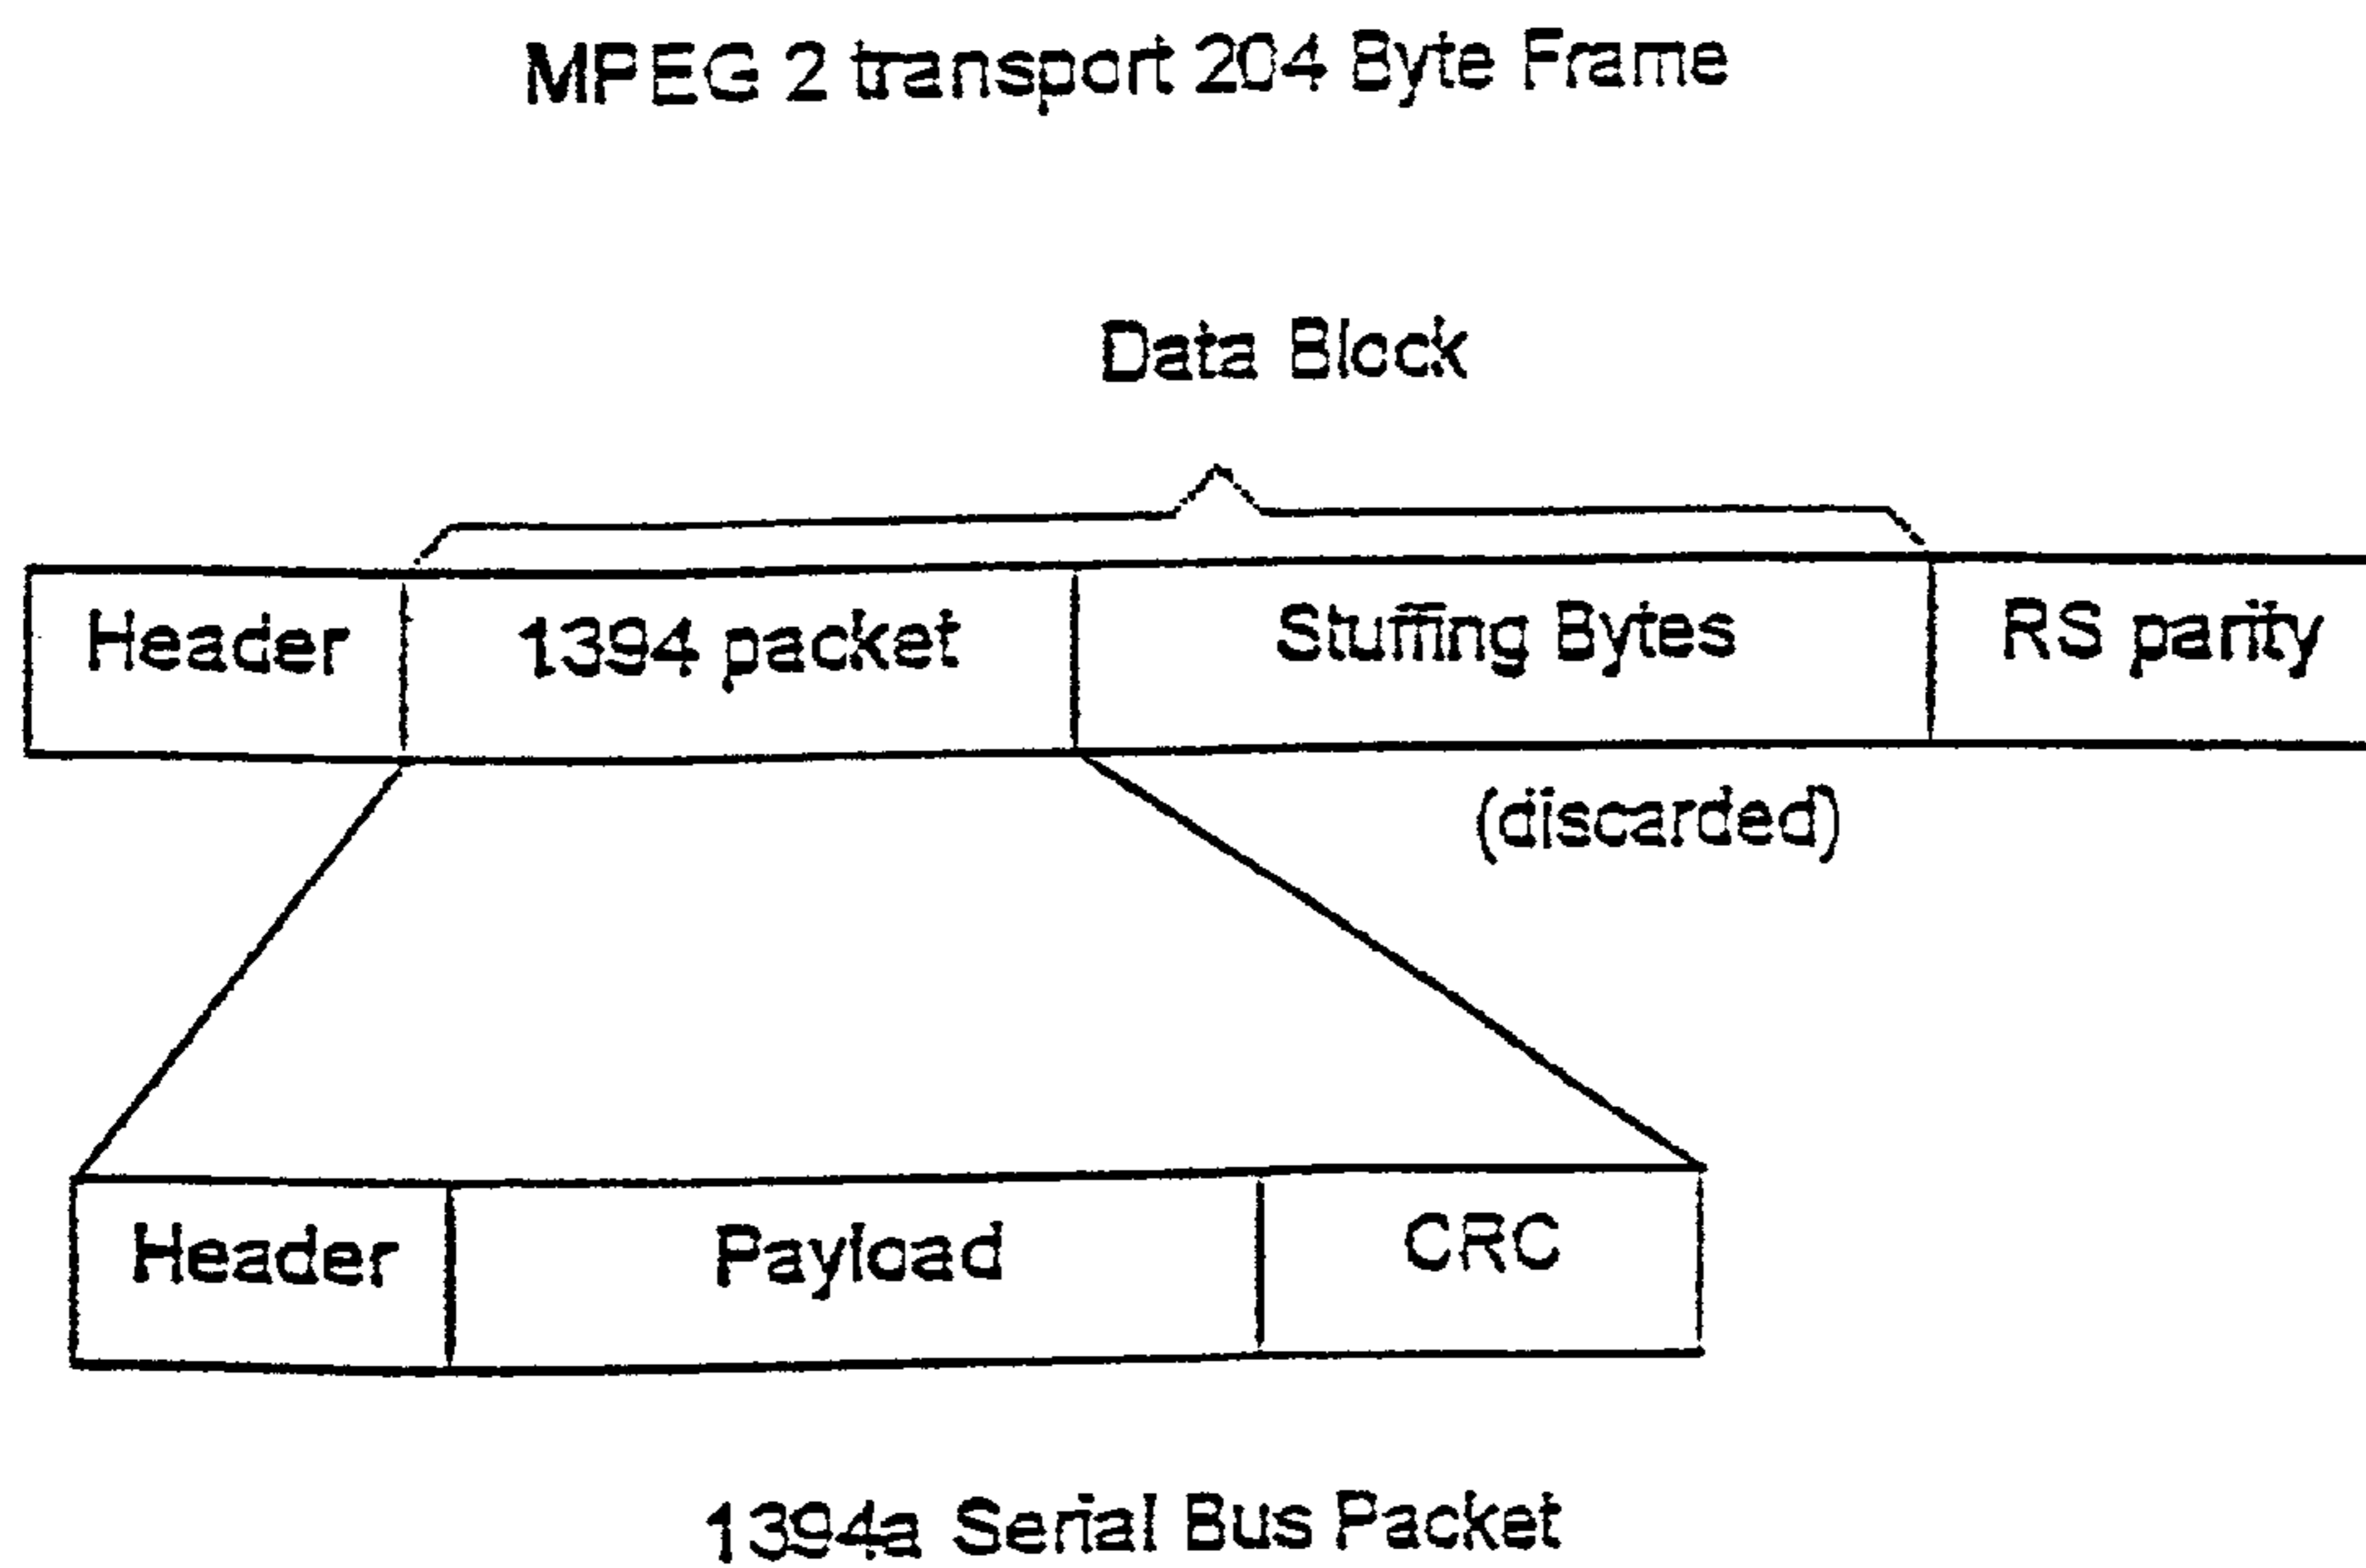 MPEG 2 transport 204 Byte Frame
Data Block
Header 1394 packet Stuffing Bytes RS parity
(discarded)
Header Payload CRC
1394a Serial Bus Packet